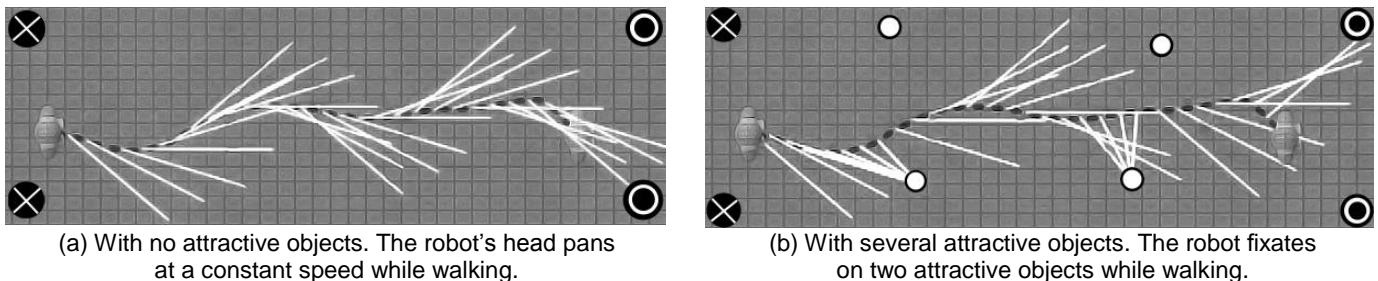 (a) With no attractive objects. The robot's head pans
at a constant speed while walking.
(b) With several attractive objects. The robot fixates
on two attractive objects while walking.